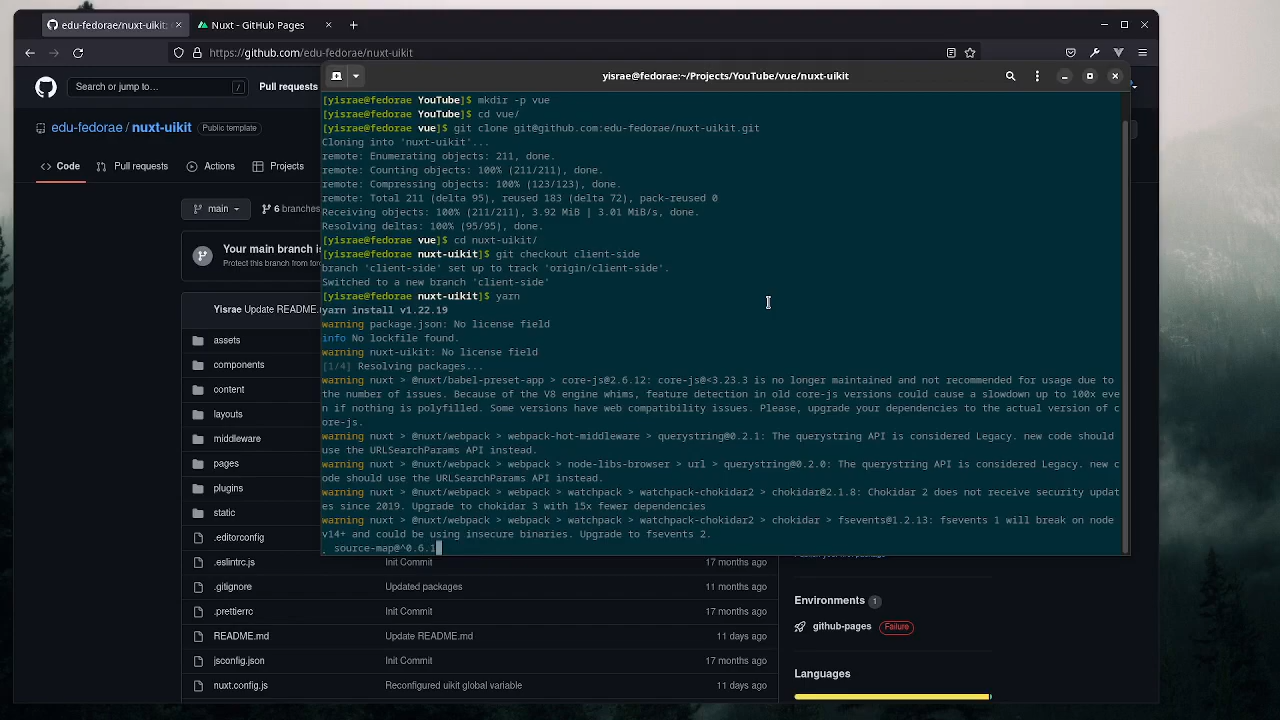 edu-fedorae/nuxt-uikit:
Nuxt - GitHub Pages
https://github.com/edu-fedorae/nuxt-uikit
Search or jump to...
/
Pull requests
edu-fedorae / nuxt-uikit
Public template
Code
Pull requests
Actions
Projects
main
6 branches
Your main branch is
Protect this branch from
Yisrae Update README.m
assets
components
content
layouts
middleware
pages
plugins
static
.editorconfig
.eslintrc.js
Init Commit
17 months ago
.gitignore
Updated packages
11 months ago
.prettierrc
Init Commit
17 months ago
README.md
Update README.md
11 days ago
jsconfig.json
Init Commit
17 months ago
nuxt.config.js
Reconfigured uikit global variable
11 days ago
Environments 1
github-pages
Failure
Languages
yisrae@fedorae:~/Projects/YouTube/vue/nuxt-uikit
[yisrae@fedorae YouTube]$ mkdir -p vue
[yisrae@fedorae YouTube]$ cd vue/
[yisrae@fedorae vue]$ git clone git@github.com:edu-fedorae/nuxt-uikit.git
Cloning into 'nuxt-uikit'...
remote: Enumerating objects: 211, done.
remote: Counting objects: 100% (211/211), done.
remote: Compressing objects: 100% (123/123), done.
remote: Total 211 (delta 95), reused 183 (delta 72), pack-reused 0
Receiving objects: 100% (211/211), 3.92 MiB | 3.01 MiB/s, done.
Resolving deltas: 100% (95/95), done.
[yisrae@fedorae vue]$ cd nuxt-uikit/
[yisrae@fedorae nuxt-uikit]$ git checkout client-side
branch 'client-side' set up to track 'origin/client-side'.
Switched to a new branch 'client-side'
[yisrae@fedorae nuxt-uikit]$ yarn
yarn install v1.22.19
warning package.json: No license field
info No lockfile found.
warning nuxt-uikit: No license field
[1/4] Resolving packages...
warning nuxt > @nuxt/babel-preset-app > core-js@2.6.12: core-js@<3.23.3 is no longer maintained and not recommended for usage due to
the number of issues. Because of the V8 engine whims, feature detection in old core-js versions could cause a slowdown up to 100x eve
n if nothing is polyfilled. Some versions have web compatibility issues. Please, upgrade your dependencies to the actual version of c
ore-js.
warning nuxt > @nuxt/webpack > webpack-hot-middleware > querystring@0.2.1: The querystring API is considered Legacy. new code should
use the URLSearchParams API instead.
warning nuxt > @nuxt/webpack > webpack > node-libs-browser > url > querystring@0.2.0: The querystring API is considered Legacy. new c
ode should use the URLSearchParams API instead.
warning nuxt > @nuxt/webpack > webpack > watchpack > watchpack-chokidar2 > chokidar@2.1.8: Chokidar 2 does not receive security updat
es since 2019. Upgrade to chokidar 3 with 15x fewer dependencies
warning nuxt > @nuxt/webpack > webpack > watchpack > watchpack-chokidar2 > chokidar > fsevents@1.2.13: fsevents 1 will break on node
v14+ and could be using insecure binaries. Upgrade to fsevents 2.
. source-map@^0.6.1